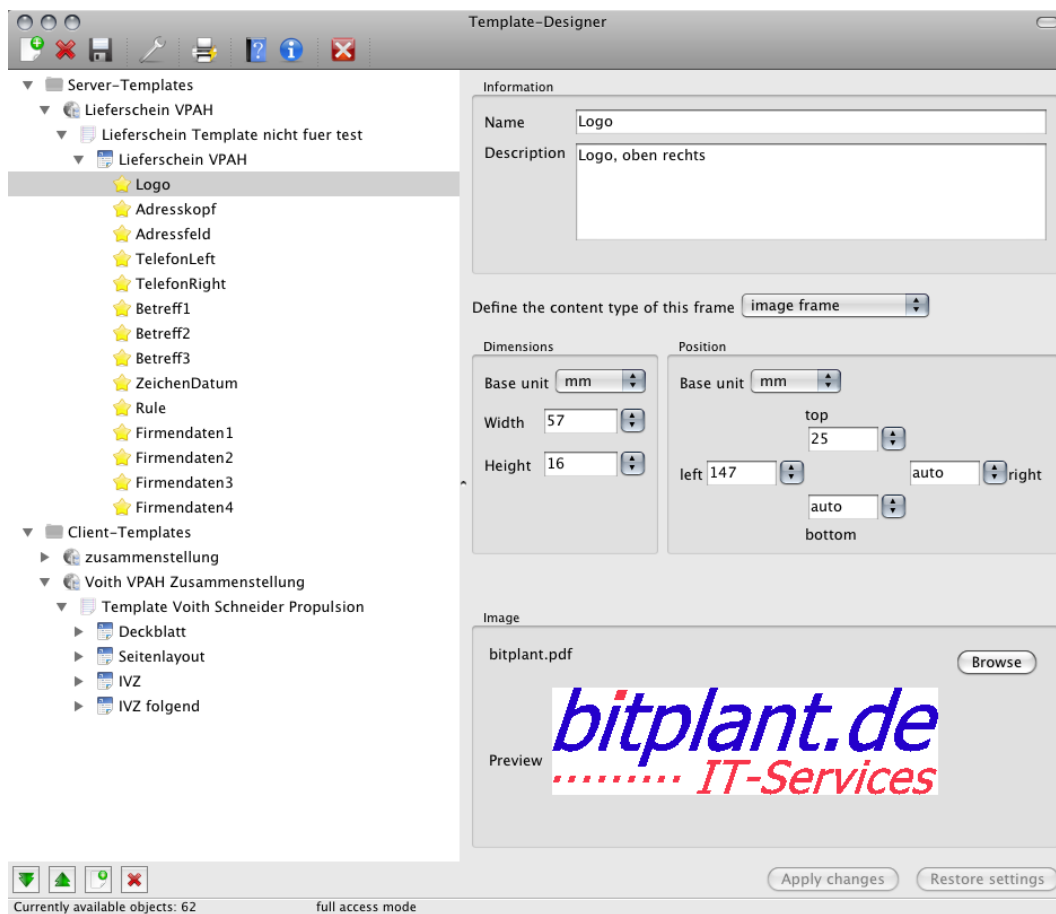 Template-Designer
Server-Templates
Lieferschein VPAH
Lieferschein Template nicht fuer test
Lieferschein VPAH
Logo
Adresskopf
Adressfeld
TelefonLeft
TelefonRight
Betreff1
Betreff2
Betreff3
ZeichenDatum
Rule
Firmendaten1
Firmendaten2
Firmendaten3
Firmendaten4
Client-Templates
zusammenstellung
Voith VPAH Zusammenstellung
Template Voith Schneider Propulsion
Deckblatt
Seitenlayout
IVZ
IVZ folgend
Information
Name Logo
Description Logo, oben rechts
Define the content type of this frame image frame
Dimensions
Base unit mm
Width 57
Height 16
Position
Base unit mm
top
25
left 147 auto right
auto
bottom
Image
bitplant.pdf Browse
Preview
bitplant.de
IT-Services
Apply changes Restore settings
Currently available objects: 62 full access mode